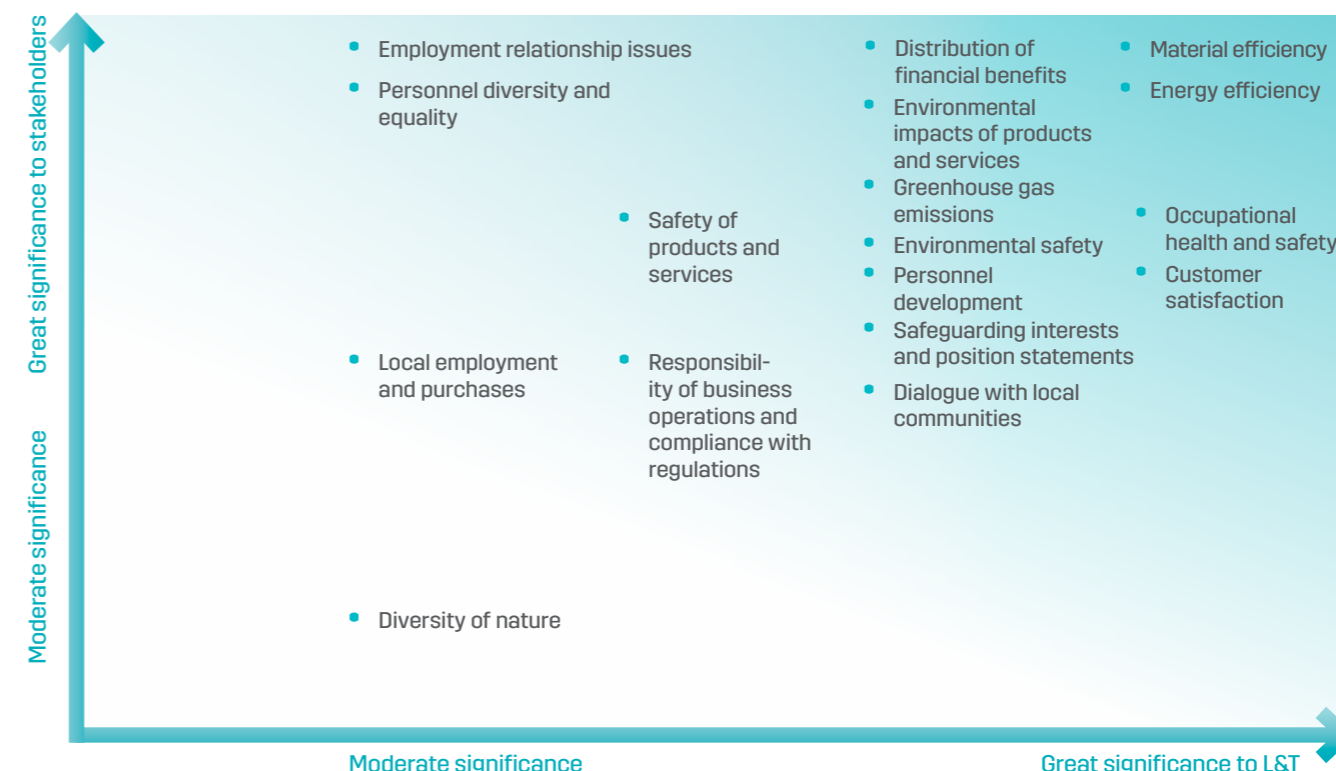 Great significance to stakeholders
Moderate significance
Employment relationship issues
Personnel diversity and
equality
Local employment
and purchases
Diversity of nature
Safety of
products and
services
Responsibil-
ity of business
operations and
compliance with
regulations
Distribution of
financial benefits
Environmental
impacts of products
and services
Greenhouse gas
emissions
Environmental safety
Personnel
development
Safeguarding interests
and position statements
Dialogue with local
communities
Material efficiency
Energy efficiency
Occupational
health and safety
Customer
satisfaction
Moderate significance
Great significance to L&T